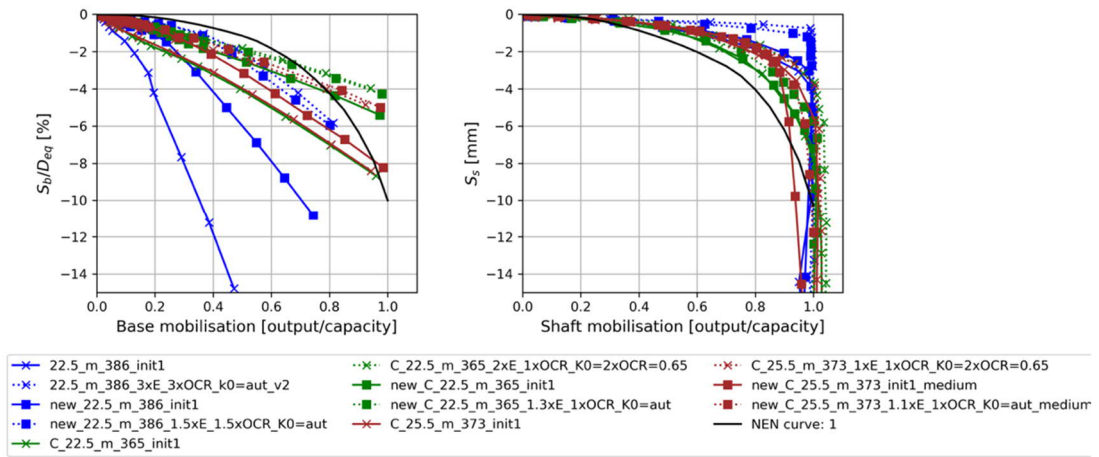 0
−2
−4
−6
−8
−10
−12
−14
S_b/D_eq [%]
0.0 0.2 0.4 0.6 0.8 1.0
Base mobilisation [output/capacity]
0
−2
−4
−6
−8
−10
−12
−14
S_s [mm]
0.0 0.2 0.4 0.6 0.8 1.0
Shaft mobilisation [output/capacity]
22.5_m_386_init1
22.5_m_386_3xE_3xOCR_k0=aut_v2
new_22.5_m_386_init1
new_22.5_m_386_1.5xE_1.5xOCR_K0=aut
C_22.5_m_365_init1
C_22.5_m_365_2xE_1xOCR_K0=2xOCR=0.65
new_C_22.5_m_365_init1
new_C_22.5_m_365_1.3xE_1xOCR_K0=aut
C_25.5_m_373_init1
C_25.5_m_373_1xE_1xOCR_K0=2xOCR=0.65
new_C_25.5_m_373_init1_medium
new_C_25.5_m_373_1.1xE_1xOCR_K0=aut_medium
NEN curve: 1